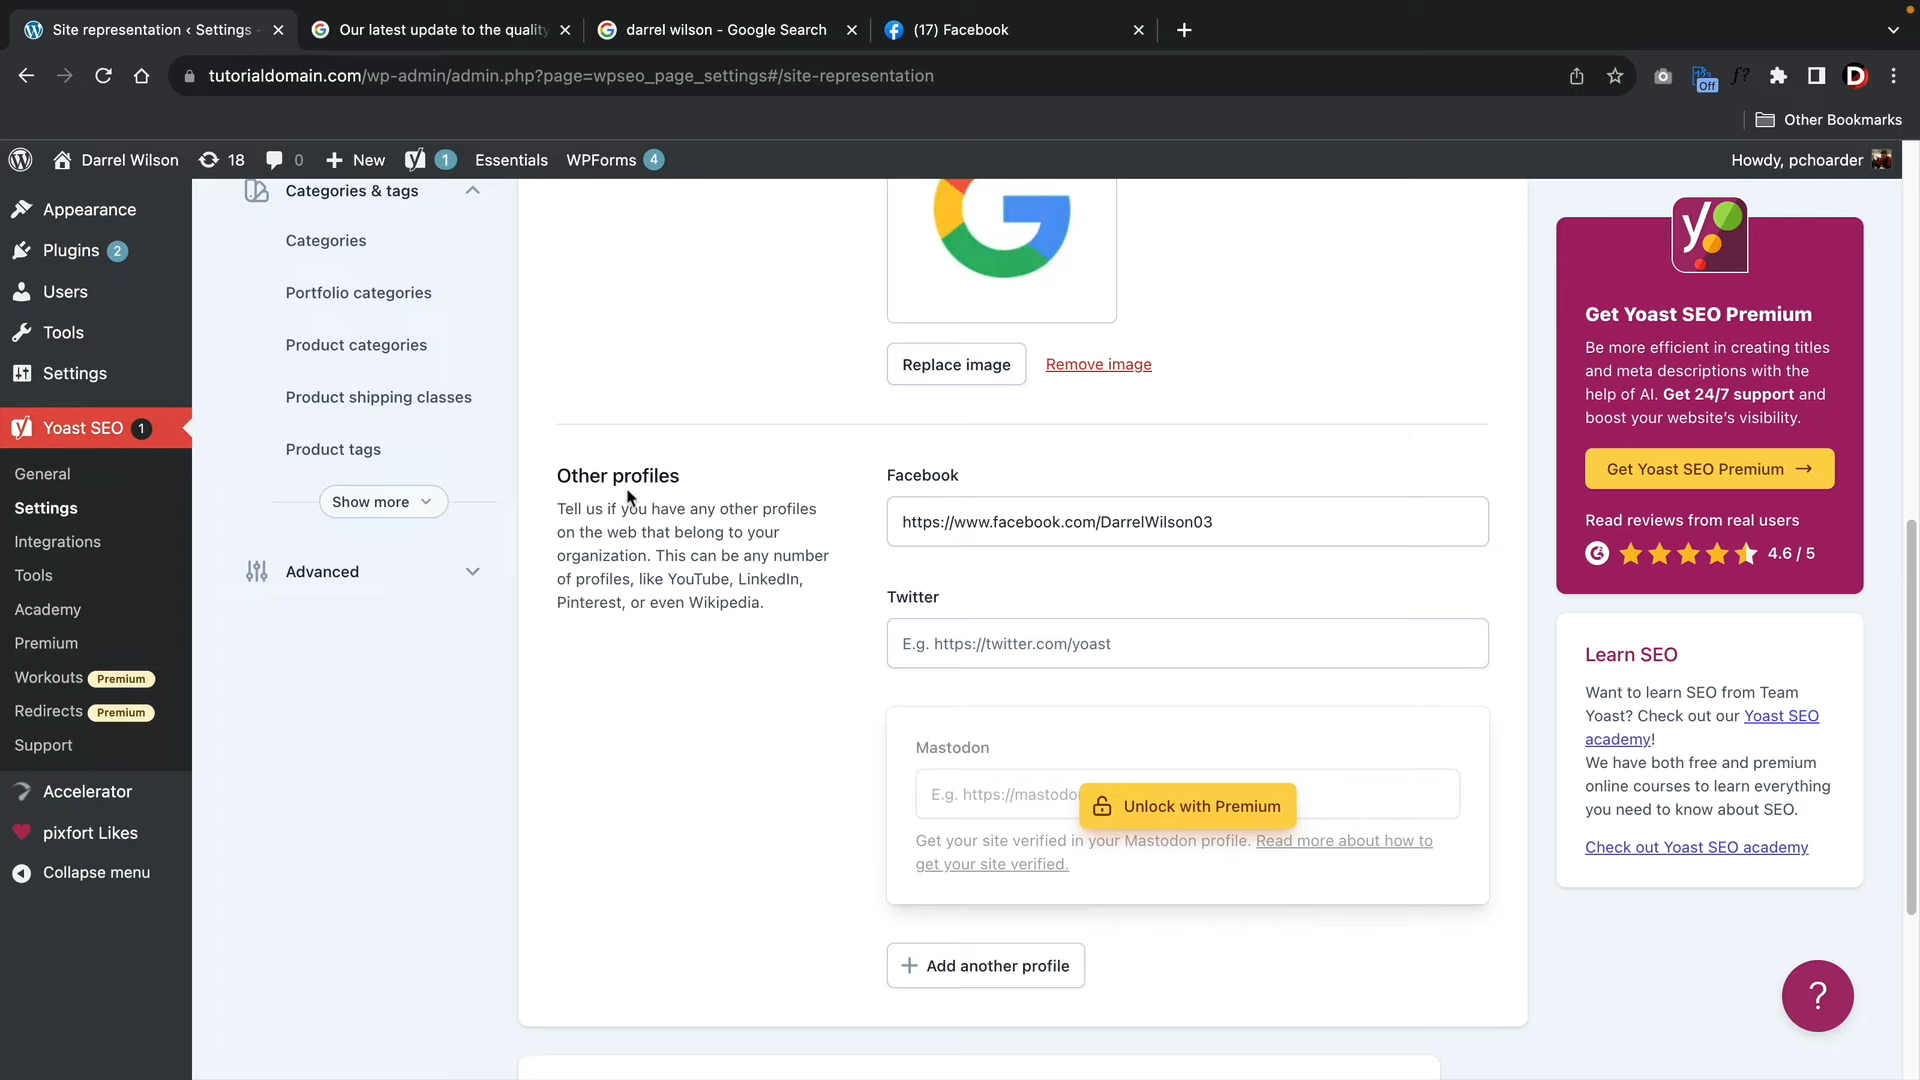 Site representation ‹ Settings -
Our latest update to the quality
darrel wilson - Google Search
(17) Facebook
tutorialdomain.com/wp-admin/admin.php?page=wpseo_page_settings#/site-representation
Off
f?
D
Other Bookmarks
Darrel Wilson
18
0
New
1
Essentials
WPForms 4
Howdy, pchoarder
Appearance
Plugins 2
Users
Tools
Settings
Yoast SEO 1
General
Settings
Integrations
Tools
Academy
Premium
Workouts Premium
Redirects Premium
Support
Accelerator
pixfort Likes
Collapse menu
Categories & tags
Categories
Portfolio categories
Product categories
Product shipping classes
Product tags
Show more
Advanced
Replace image
Remove image
Other profiles
Tell us if you have any other profiles
on the web that belong to your
organization. This can be any number
of profiles, like YouTube, LinkedIn,
Pinterest, or even Wikipedia.
Facebook
https://www.facebook.com/DarrelWilson03
Twitter
E.g. https://twitter.com/yoast
Mastodon
E.g. https://mastodo
Unlock with Premium
Get your site verified in your Mastodon profile. Read more about how to
get your site verified.
Add another profile
Get Yoast SEO Premium
Be more efficient in creating titles
and meta descriptions with the
help of AI. Get 24/7 support and
boost your website’s visibility.
Get Yoast SEO Premium →
Read reviews from real users
4.6 / 5
Learn SEO
Want to learn SEO from Team
Yoast? Check out our Yoast SEO
academy!
We have both free and premium
online courses to learn everything
you need to know about SEO.
Check out Yoast SEO academy
?